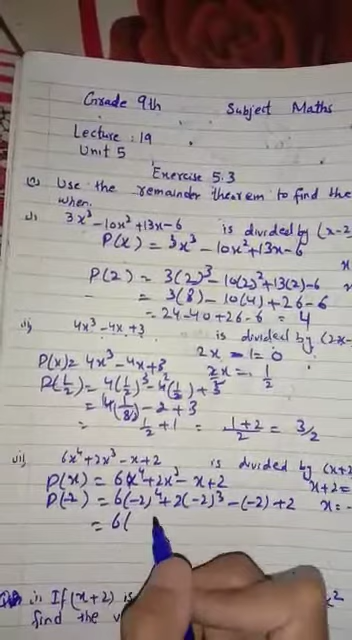 Grade 9th Subject Maths
Lecture : 19
Unit 5
Exercise 5.3
Q) Use the remainder theorem to find the
when.
i) 3x³-10x²+13x-6 is divided by (x-2
P(x) = 3x³-10x²+13x-6
P(2) = 3(2)³-10(2)²+13(2)-6
= 3(8)-10(4)+26-6
= 24-40+26-6 = 4
ii) 4x³-4x+3 is divided by (2x-
2x-1=0
P(x)= 4x³-4x+3 2x = 1/2
P(1/2)= 4(1/2)³-4(1/2)+3
= 4(1/8)-2+3
= 1/2+1 = 1+2/2 = 3/2
iii) 6x⁴+2x³-x+2 is divided by (x+2
P(x) = 6x⁴+2x³-x+2 x+2=
P(-2) = 6(-2)⁴+2(-2)³-(-2)+2 x=-
= 6(
i) If (x+2) is
find the v